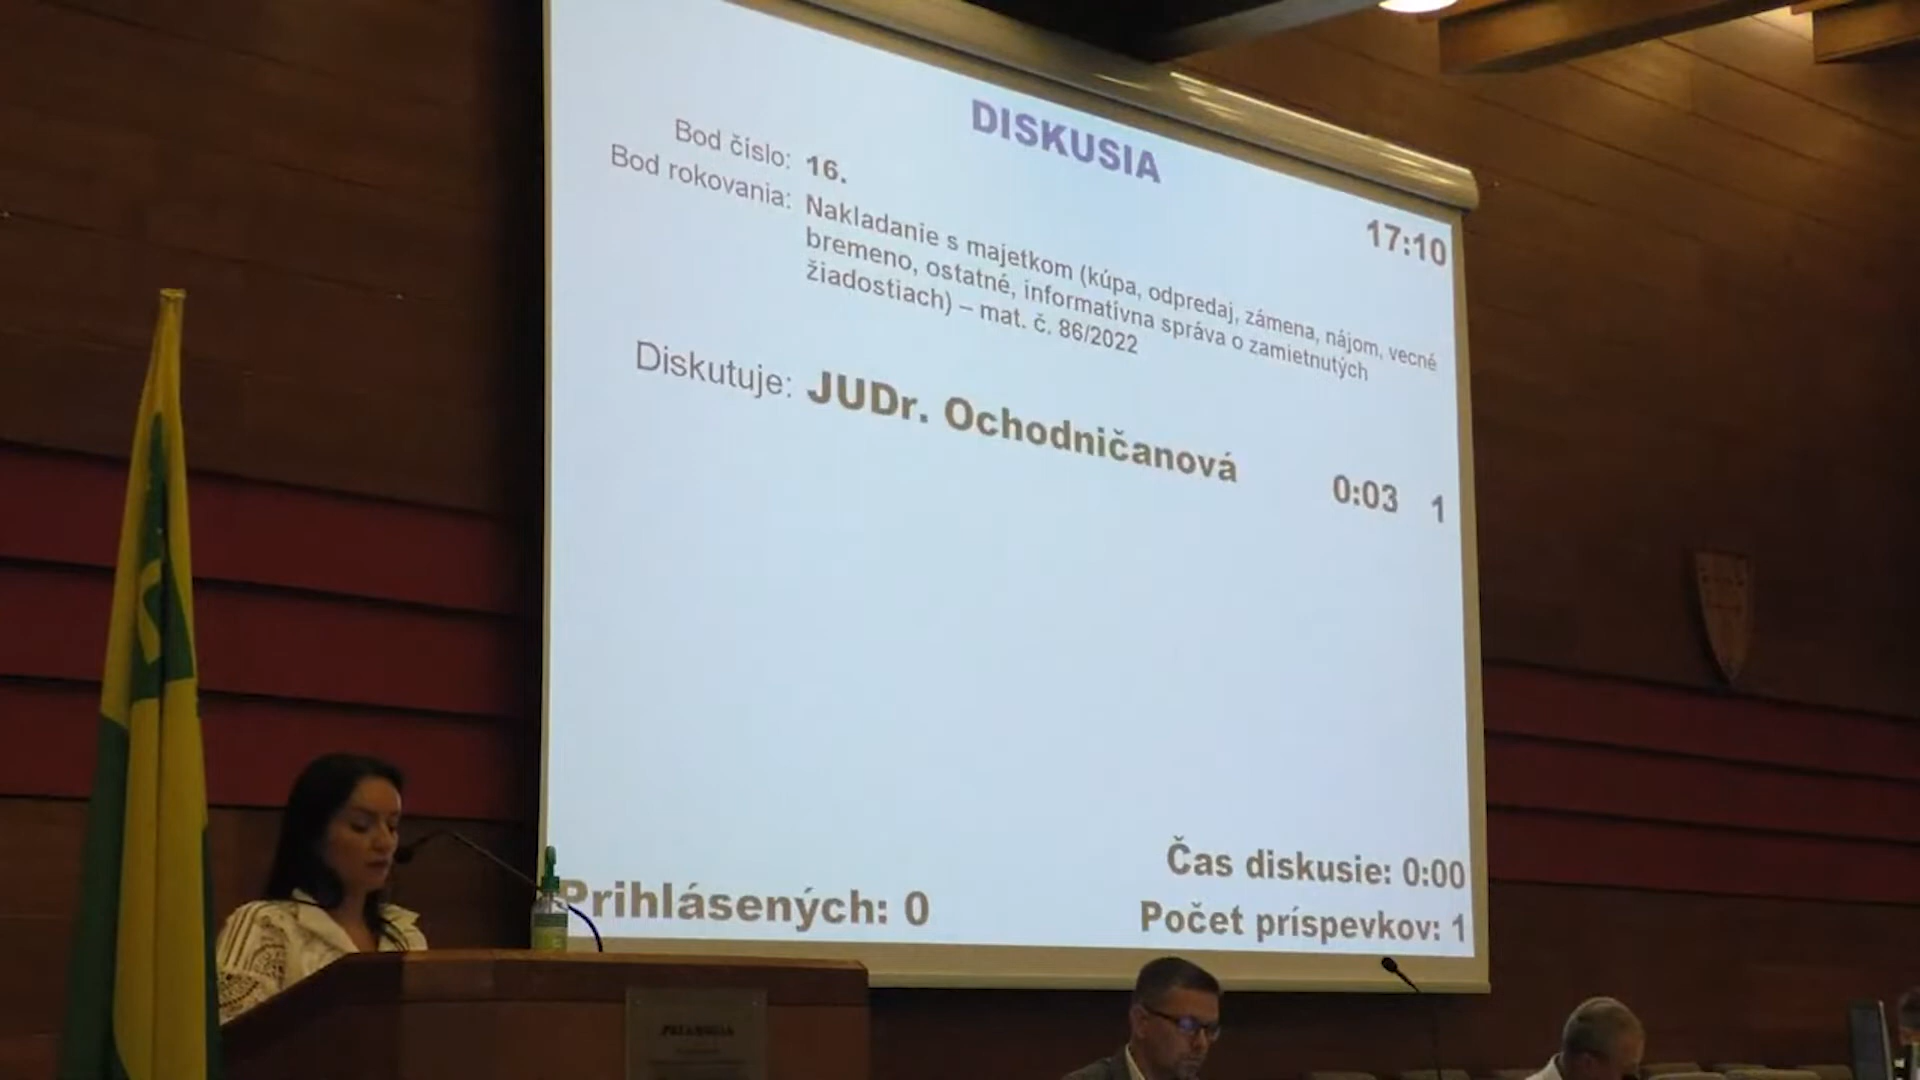 DISKUSIA
17:10
Bod číslo: 16.
Bod rokovania: Nakladanie s majetkom (kúpa, odpredaj, zámena, nájom, vecné
bremeno, ostatné, informatívna správa o zamietnutých
žiadostiach) – mat. č. 86/2022
Diskutuje: JUDr. Ochodničanová 0:03 1
Čas diskusie: 0:00
Prihlásených: 0
Počet príspevkov: 1